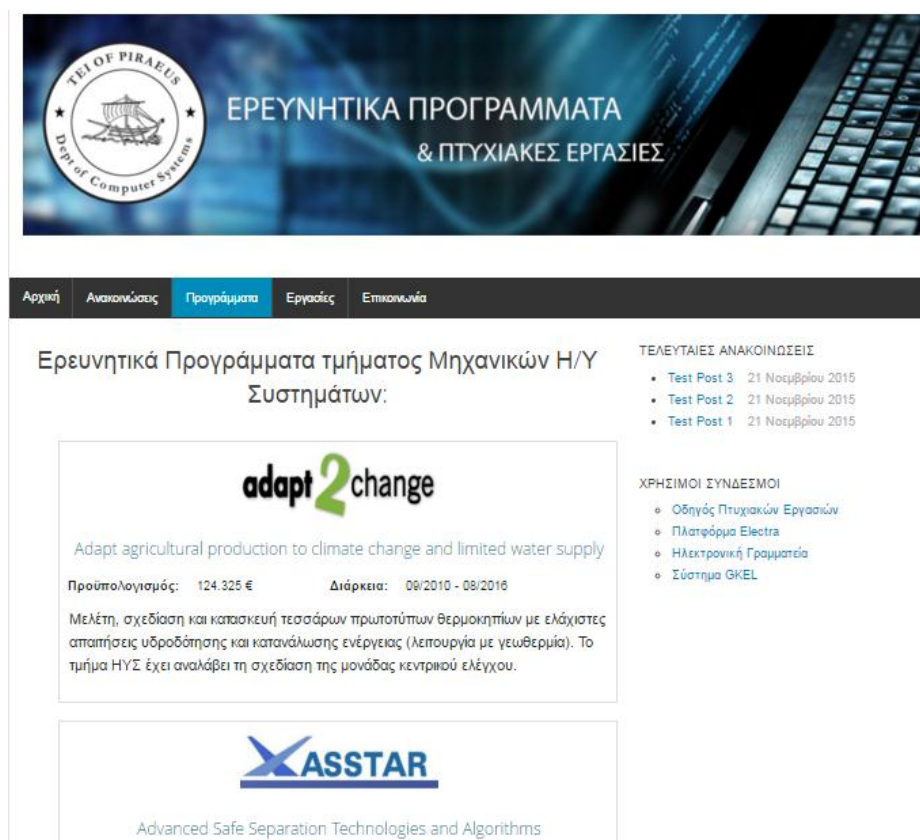 TEI OF PIRAEUS
Dept of Computer Systems
ΕΡΕΥΝΗΤΙΚΑ ΠΡΟΓΡΑΜΜΑΤΑ
& ΠΤΥΧΙΑΚΕΣ ΕΡΓΑΣΙΕΣ
Αρχική Ανακοινώσεις Προγράμματα Εργασίες Επικοινωνία
Ερευνητικά Προγράμματα τμήματος Μηχανικών Η/Υ
Συστημάτων:
adapt 2 change
Adapt agricultural production to climate change and limited water supply
Προϋπολογισμός: 124.325 € Διάρκεια: 09/2010 - 08/2016
Μελέτη, σχεδίαση και κατασκευή τεσσάρων πρωτοτύπων θερμοκηπίων με ελάχιστες
απαιτήσεις υδροδότησης και κατανάλωσης ενέργειας (λειτουργία με γεωθερμία). Το
τμήμα ΗΥΣ έχει αναλάβει τη σχεδίαση της μονάδας κεντρικού ελέγχου.
ASSTAR
Advanced Safe Separation Technologies and Algorithms
ΤΕΛΕΥΤΑΙΕΣ ΑΝΑΚΟΙΝΩΣΕΙΣ
Test Post 3 21 Νοεμβρίου 2015
Test Post 2 21 Νοεμβρίου 2015
Test Post 1 21 Νοεμβρίου 2015
ΧΡΗΣΙΜΟΙ ΣΥΝΔΕΣΜΟΙ
Οδηγός Πτυχιακών Εργασιών
Πλατφόρμα Electra
Ηλεκτρονική Γραμματεία
Σύστημα GKEL